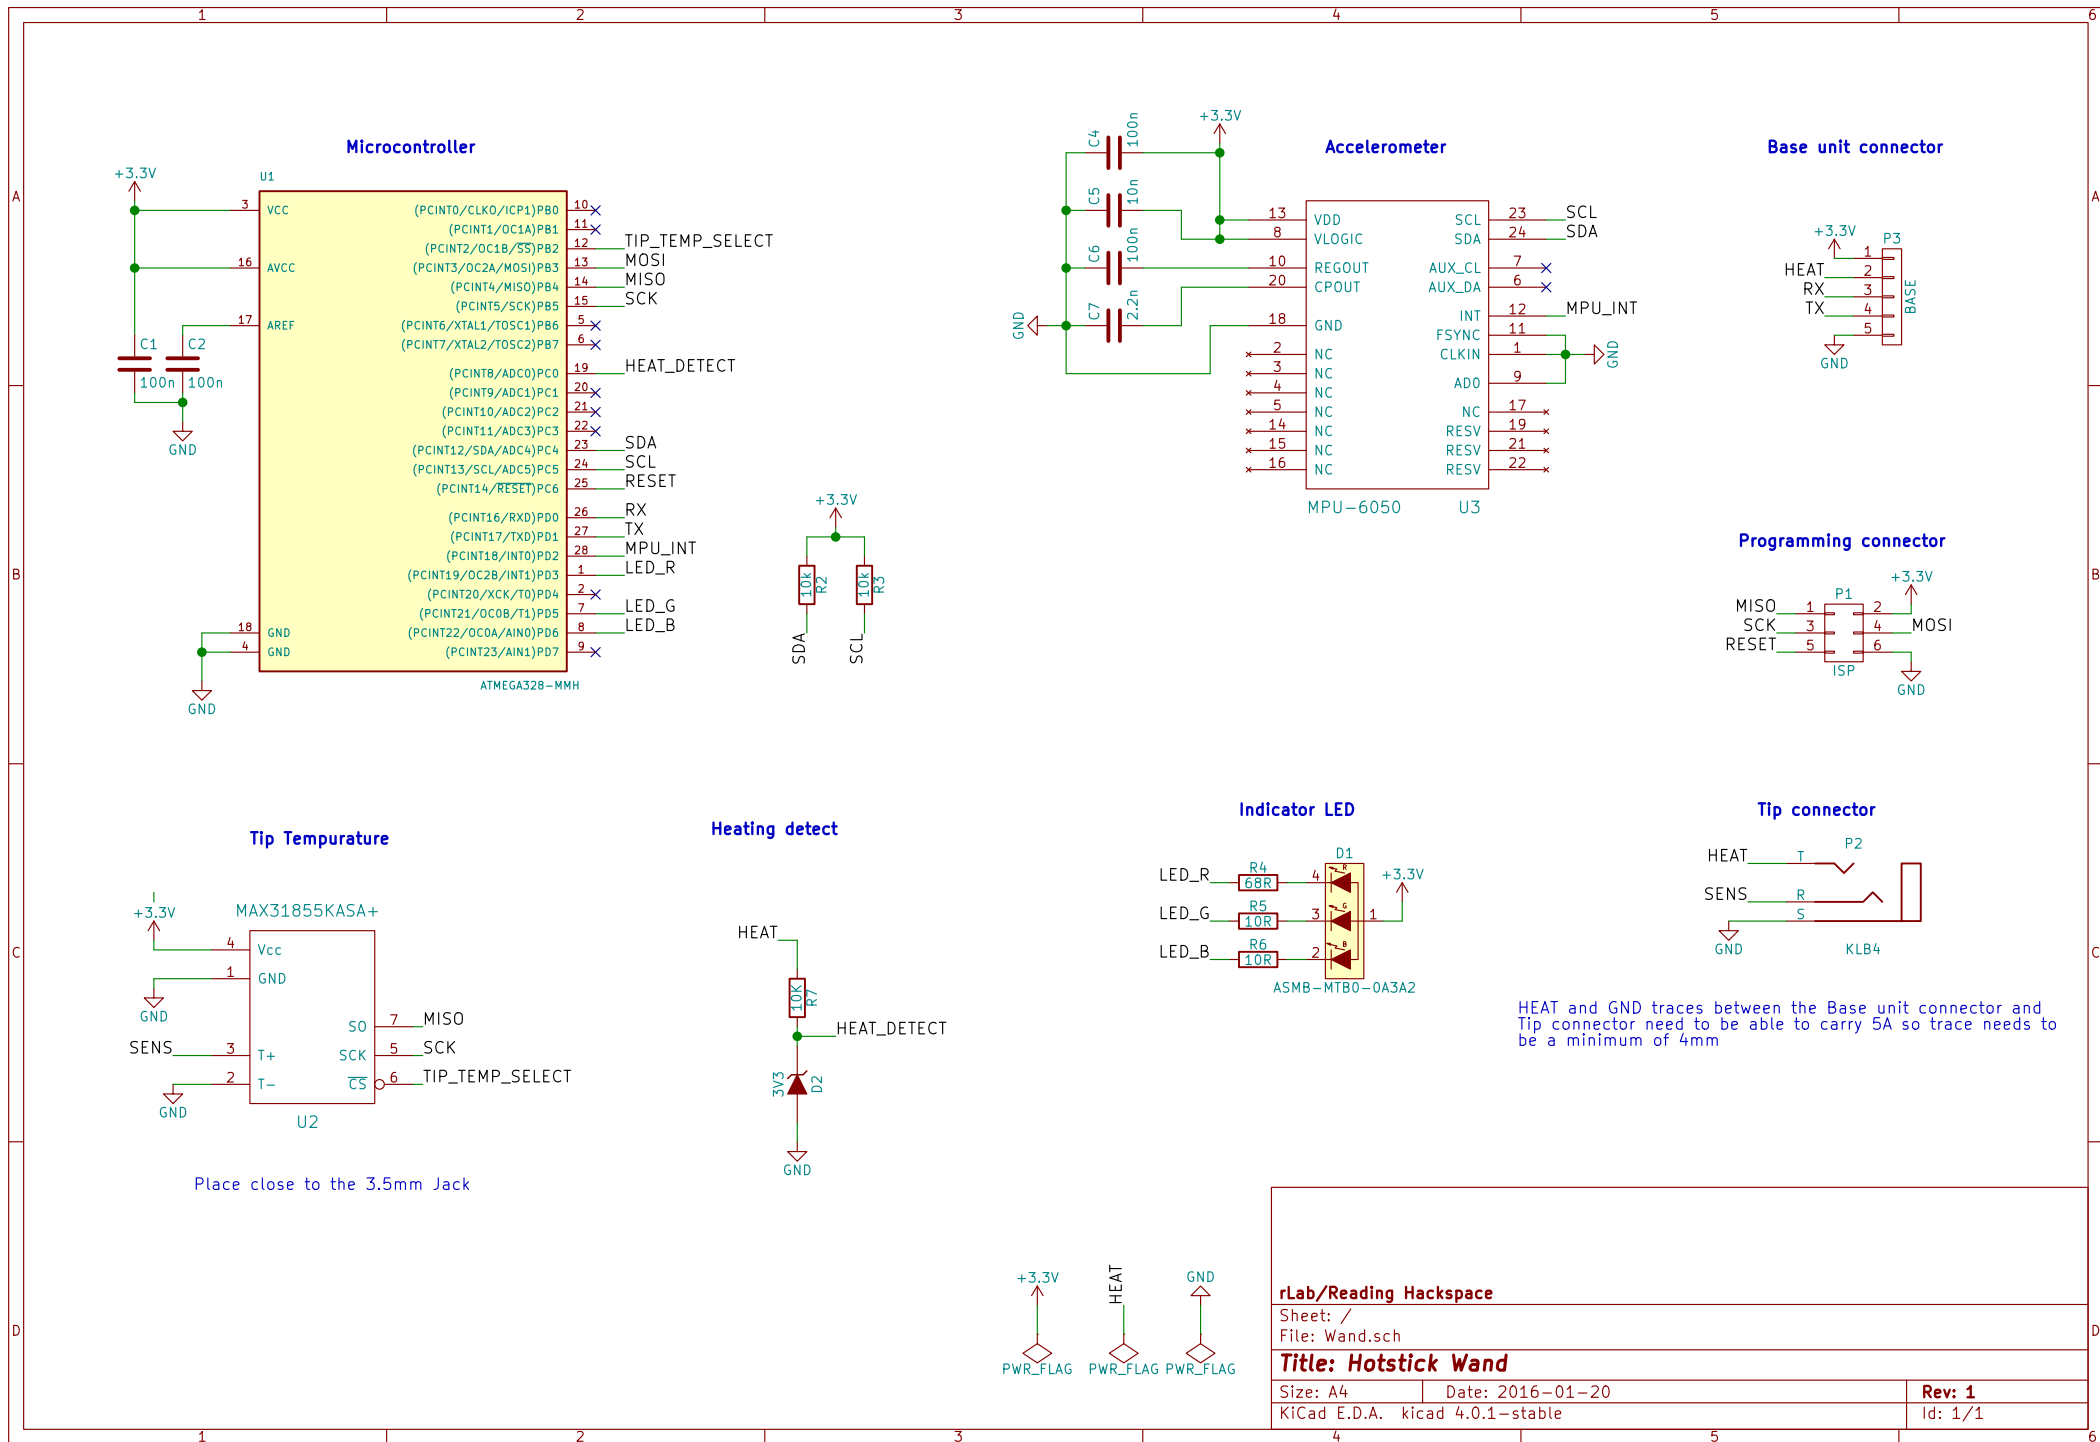 1 2 3 4 5 6
A
B
C
D
Microcontroller
+3.3V
U1
3 VCC
16 AVCC
17 AREF
18 GND
4 GND
C1
100n
C2
100n
GND
GND
(PCINT0/CLKO/ICP1)PB0 10
(PCINT1/OC1A)PB1 11
(PCINT2/OC1B/SS)PB2 12 TIP_TEMP_SELECT
(PCINT3/OC2A/MOSI)PB3 13 MOSI
(PCINT4/MISO)PB4 14 MISO
(PCINT5/SCK)PB5 15 SCK
(PCINT6/XTAL1/TOSC1)PB6 5
(PCINT7/XTAL2/TOSC2)PB7 6
(PCINT8/ADC0)PC0 19 HEAT_DETECT
(PCINT9/ADC1)PC1 20
(PCINT10/ADC2)PC2 21
(PCINT11/ADC3)PC3 22
(PCINT12/SDA/ADC4)PC4 23 SDA
(PCINT13/SCL/ADC5)PC5 24 SCL
(PCINT14/RESET)PC6 25 RESET
(PCINT16/RXD)PD0 26 RX
(PCINT17/TXD)PD1 27 TX
(PCINT18/INT0)PD2 28 MPU_INT
(PCINT19/OC2B/INT1)PD3 1 LED_R
(PCINT20/XCK/T0)PD4 2
(PCINT21/OC0B/T1)PD5 7 LED_G
(PCINT22/OC0A/AIN0)PD6 8 LED_B
(PCINT23/AIN1)PD7 9
ATMEGA328-MMH
+3.3V
10k R2
10k R3
SDA
SCL
Accelerometer
+3.3V
C4 100n
C5 10n
C6 100n
C7 2.2n
GND
13 VDD
8 VLOGIC
10 REGOUT
20 CPOUT
18 GND
2 NC
3 NC
4 NC
5 NC
14 NC
15 NC
16 NC
SCL 23 SCL
SDA 24 SDA
AUX_CL 7
AUX_DA 6
INT 12 MPU_INT
FSYNC 11
CLKIN 1
AD0 9
GND
NC 17
RESV 19
RESV 21
RESV 22
MPU-6050 U3
Base unit connector
+3.3V
P3
1
HEAT 2
RX 3
TX 4
5
BASE
GND
Programming connector
+3.3V
P1
MISO 1 2
SCK 3 4 MOSI
RESET 5 6
ISP
GND
Tip Tempurature
+3.3V
MAX31855KASA+
4 Vcc
1 GND
GND
SENS 3 T+
2 T-
GND
SO 7 MISO
SCK 5 SCK
CS 6 TIP_TEMP_SELECT
U2
Place close to the 3.5mm Jack
Heating detect
HEAT
10K R7
HEAT_DETECT
3V3 D2
GND
Indicator LED
D1
LED_R R4 68R 4 R
LED_G R5 10R 3 G 1
LED_B R6 10R 2 B
+3.3V
ASMB-MTB0-0A3A2
Tip connector
P2
HEAT T
SENS R
S
GND
KLB4
HEAT and GND traces between the Base unit connector and
Tip connector need to be able to carry 5A so trace needs to
be a minimum of 4mm
+3.3V HEAT GND
PWR_FLAG PWR_FLAG PWR_FLAG
rLab/Reading Hackspace
Sheet: /
File: Wand.sch
Title: Hotstick Wand
Size: A4 Date: 2016-01-20 Rev: 1
KiCad E.D.A. kicad 4.0.1-stable Id: 1/1
A
B
C
D
1 2 3 4 5 6